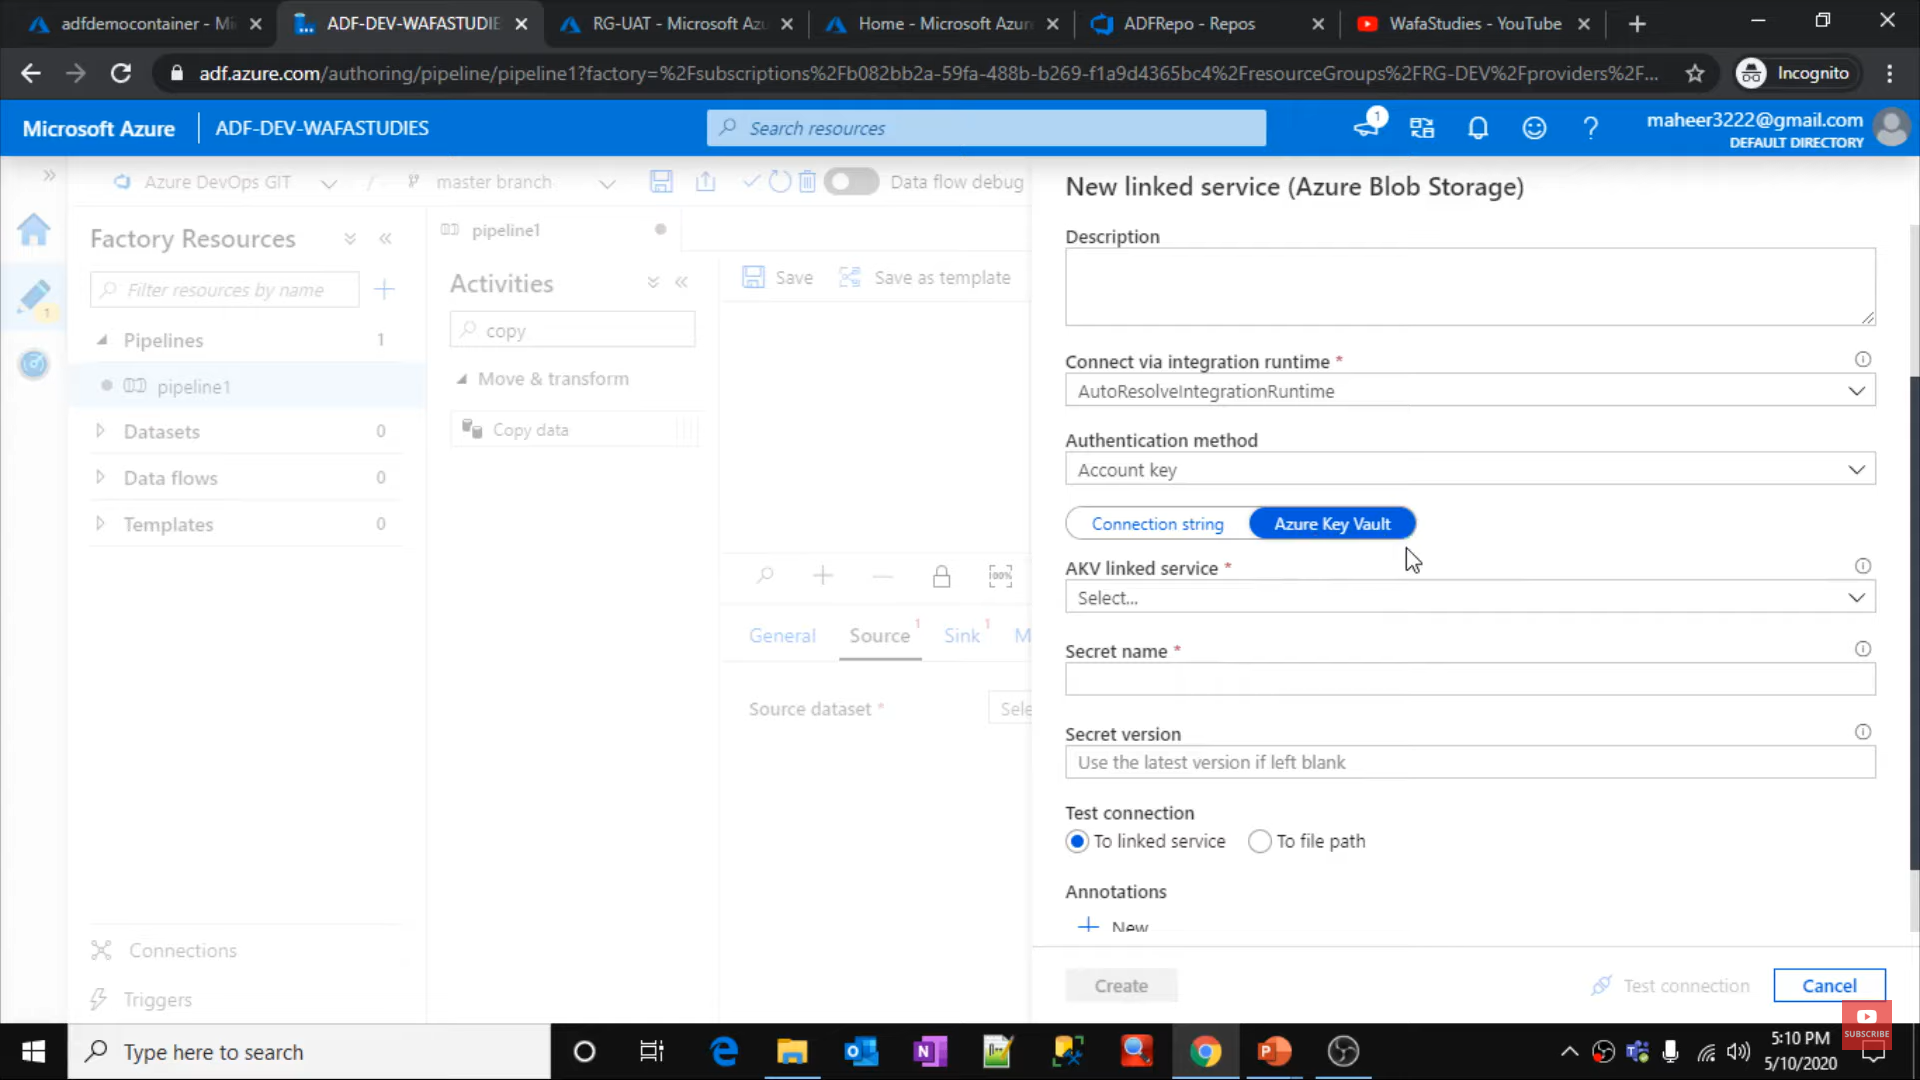 adfdemocontainer - Mi
ADF-DEV-WAFASTUDIE
RG-UAT - Microsoft Az
Home - Microsoft Azur
ADFRepo - Repos
WafaStudies - YouTube
adf.azure.com/authoring/pipeline/pipeline1?factory=%2Fsubscriptions%2Fb082bb2a-59fa-488b-b269-f1a9d4365bc4%2FresourceGroups%2FRG-DEV%2Fproviders%2F...
Incognito
Microsoft Azure
ADF-DEV-WAFASTUDIES
Search resources
1
maheer3222@gmail.com
DEFAULT DIRECTORY
Azure DevOps GIT
master branch
Data flow debug
Factory Resources
Filter resources by name
1
Pipelines 1
pipeline1
Datasets 0
Data flows 0
Templates 0
Connections
Triggers
pipeline1
Activities
copy
Move & transform
Copy data
Save
Save as template
100%
General
Source 1
Sink 1
M
Source dataset *
Sele
New linked service (Azure Blob Storage)
Description
Connect via integration runtime *
AutoResolveIntegrationRuntime
Authentication method
Account key
Connection string
Azure Key Vault
AKV linked service *
Select...
Secret name *
Secret version
Use the latest version if left blank
Test connection
To linked service
To file path
Annotations
New
Create
Test connection
Cancel
SUBSCRIBE
Type here to search
5:10 PM
5/10/2020